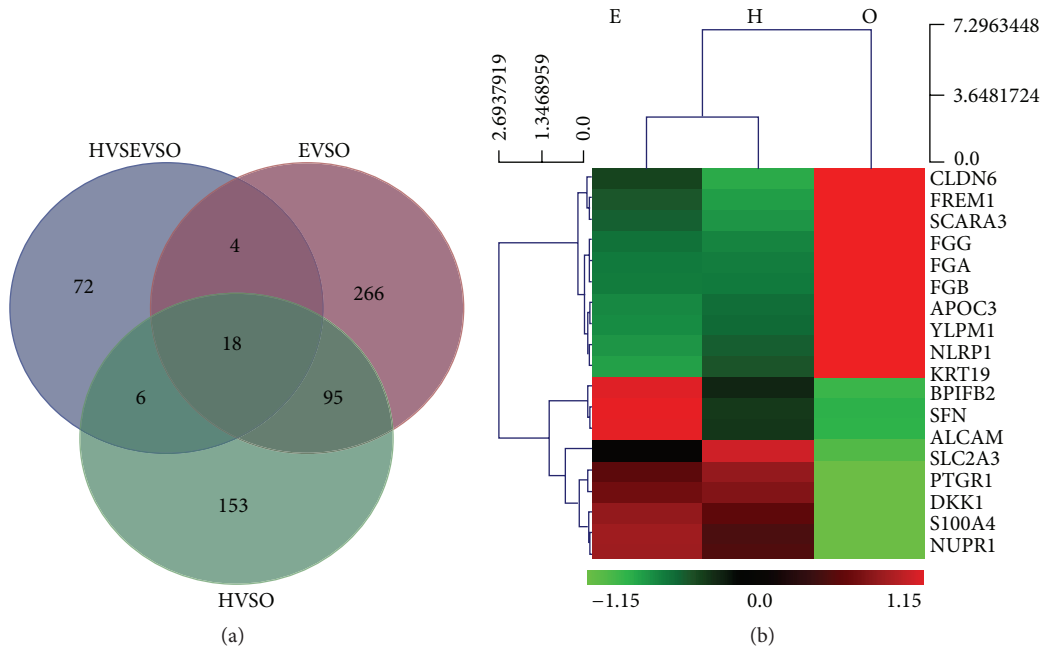 HVSEVSO
EVSO
4
72
266
18
6
95
153
HVSO
(a)
E H O
7.2963448
3.6481724
0.0
2.6937919
1.3468959
0.0
CLDN6
FREM1
SCARA3
FGG
FGA
FGB
APOC3
YLPM1
NLRP1
KRT19
BPIFB2
SFN
ALCAM
SLC2A3
PTGR1
DKK1
S100A4
NUPR1
−1.15 0.0 1.15
(b)